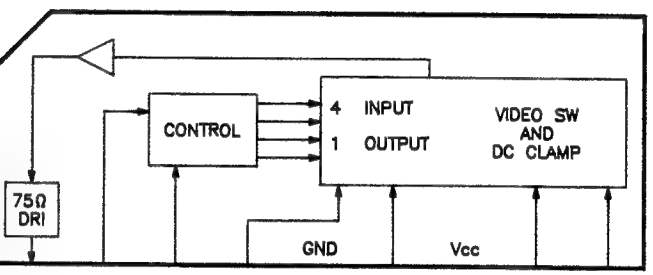 4 INPUT
1 OUTPUT
VIDEO SW
AND
DC CLAMP
CONTROL
75Ω
DRI
GND
Vcc